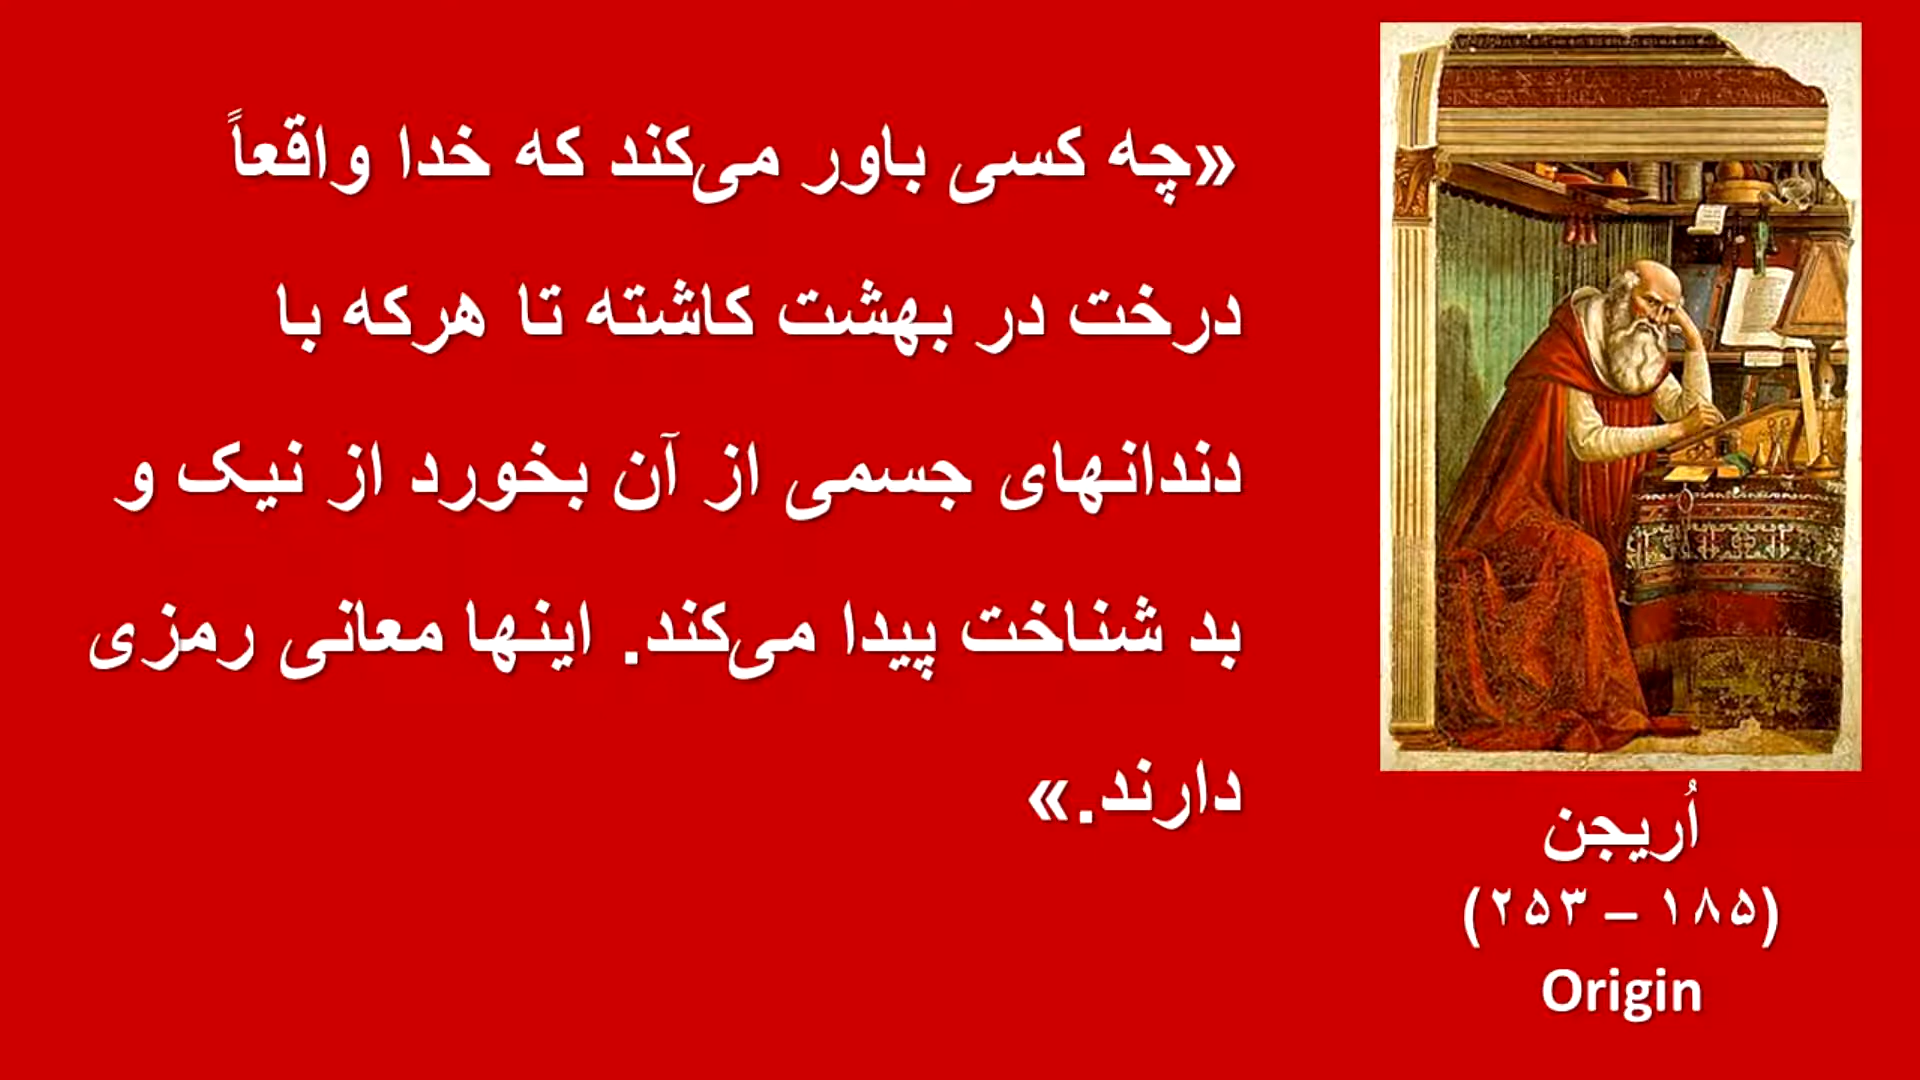 «چه کسی باور می‌کند که خدا واقعاً
درخت در بهشت کاشته تا هرکه با
دندانهای جسمی از آن بخورد از نیک و
بد شناخت پیدا می‌کند. اینها معانی رمزی
دارند.»
اُریجن
(۱۸۵ – ۲۵۳)
Origin